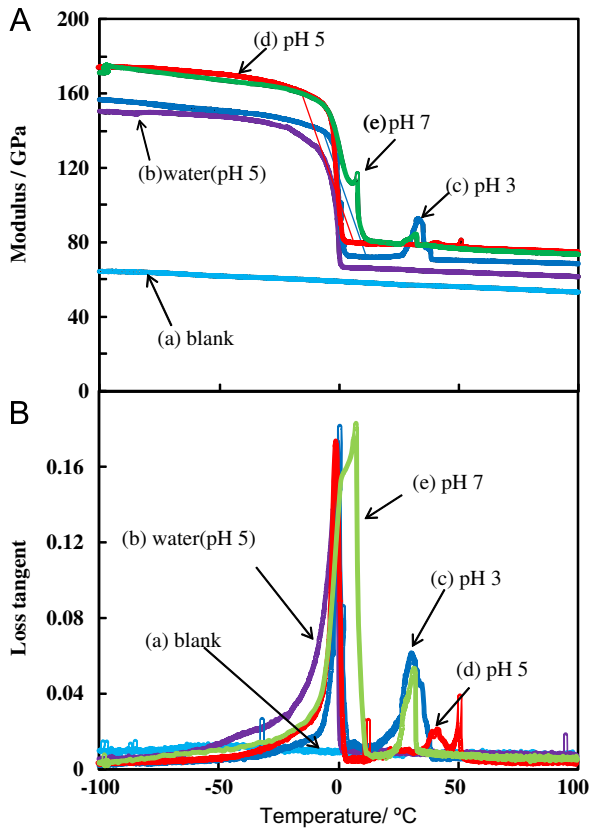 A
200
160
120
80
40
0
Modulus / GPa
(d) pH 5
(e) pH 7
(b)water(pH 5)
(c) pH 3
(a) blank
B
0.16
0.12
0.08
0.04
0
Loss tangent
(e) pH 7
(b) water(pH 5)
(c) pH 3
(a) blank
(d) pH 5
-100 -50 0 50 100
Temperature/ ºC